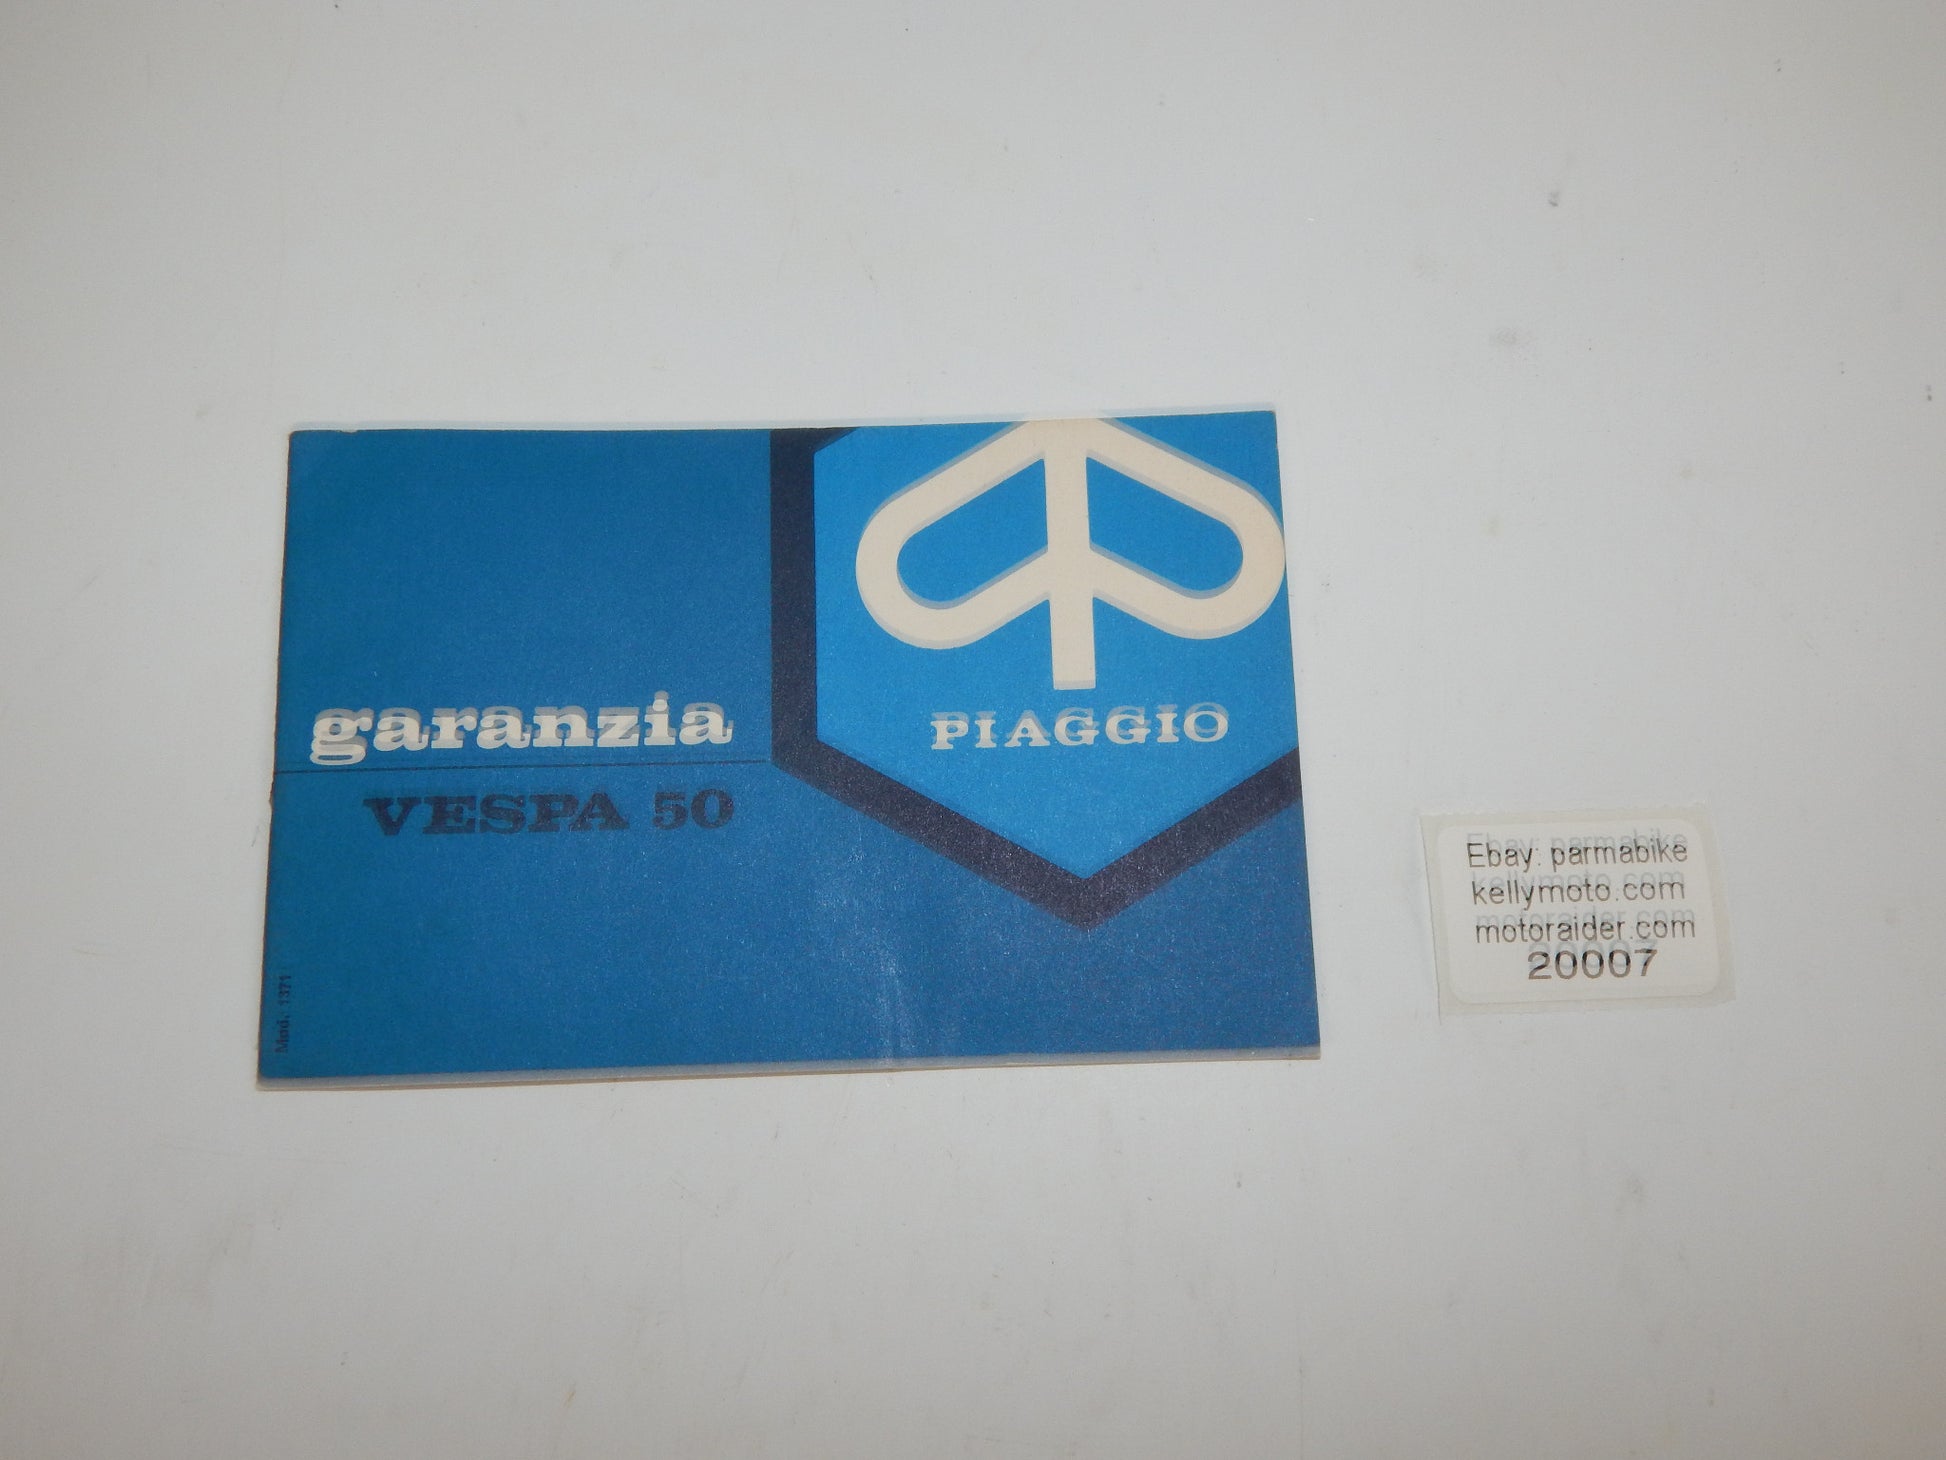 garanzia
VESPA 50
PIAGGIO
Mod. 1371
Ebay: parmabike
kellymoto.com
motoraider.com
20007